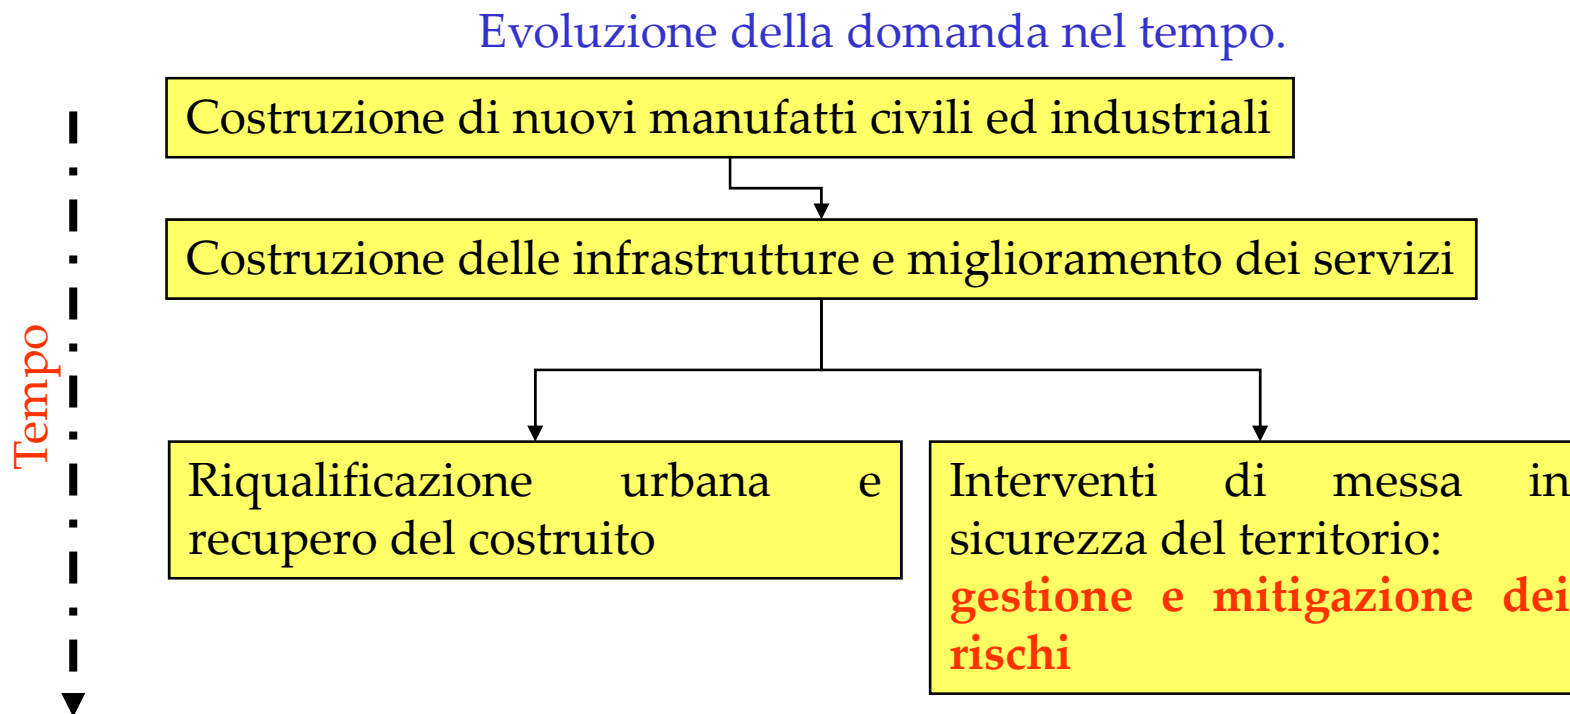 Evoluzione della domanda nel tempo.
Costruzione di nuovi manufatti civili ed industriali
Costruzione delle infrastrutture e miglioramento dei servizi
Tempo
Riqualificazione urbana e
recupero del costruito
Interventi di messa in
sicurezza del territorio:
gestione e mitigazione dei
rischi